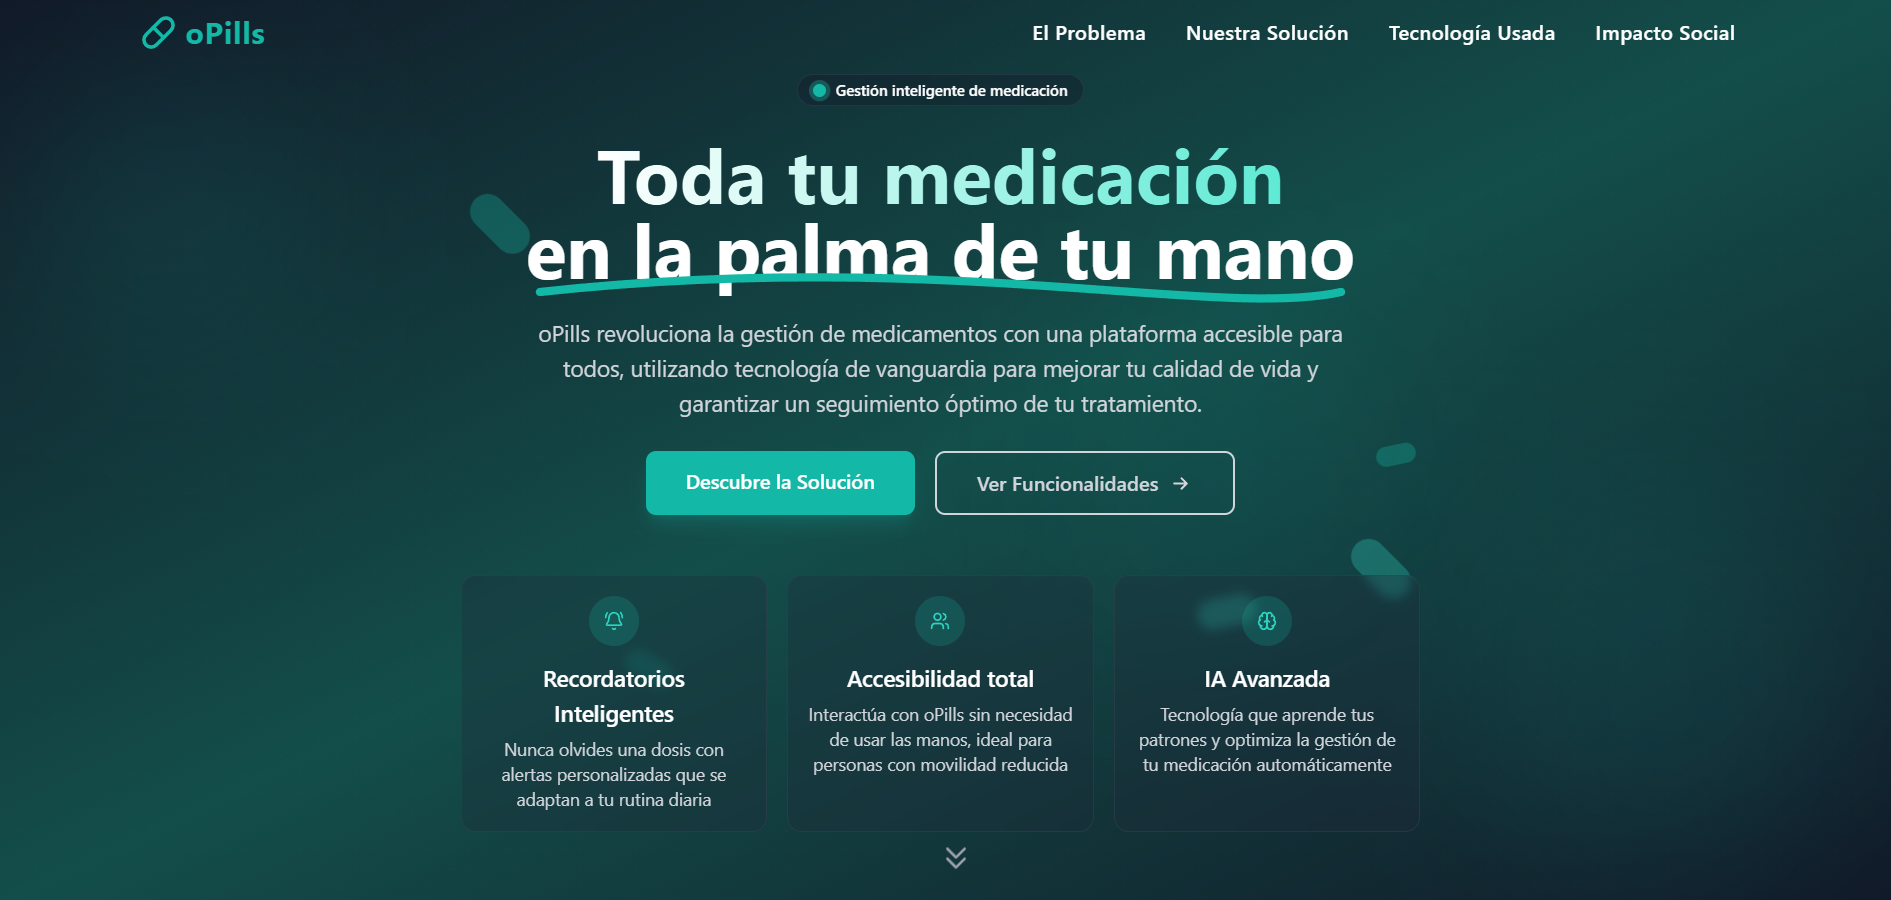 oPills
El Problema
Nuestra Solución
Tecnología Usada
Impacto Social
Gestión inteligente de medicación
Toda tu medicación
en la palma de tu mano
oPills revoluciona la gestión de medicamentos con una plataforma accesible para
todos, utilizando tecnología de vanguardia para mejorar tu calidad de vida y
garantizar un seguimiento óptimo de tu tratamiento.
Descubre la Solución
Ver Funcionalidades →
Recordatorios
Inteligentes
Nunca olvides una dosis con
alertas personalizadas que se
adaptan a tu rutina diaria
Accesibilidad total
Interactúa con oPills sin necesidad
de usar las manos, ideal para
personas con movilidad reducida
IA Avanzada
Tecnología que aprende tus
patrones y optimiza la gestión de
tu medicación automáticamente